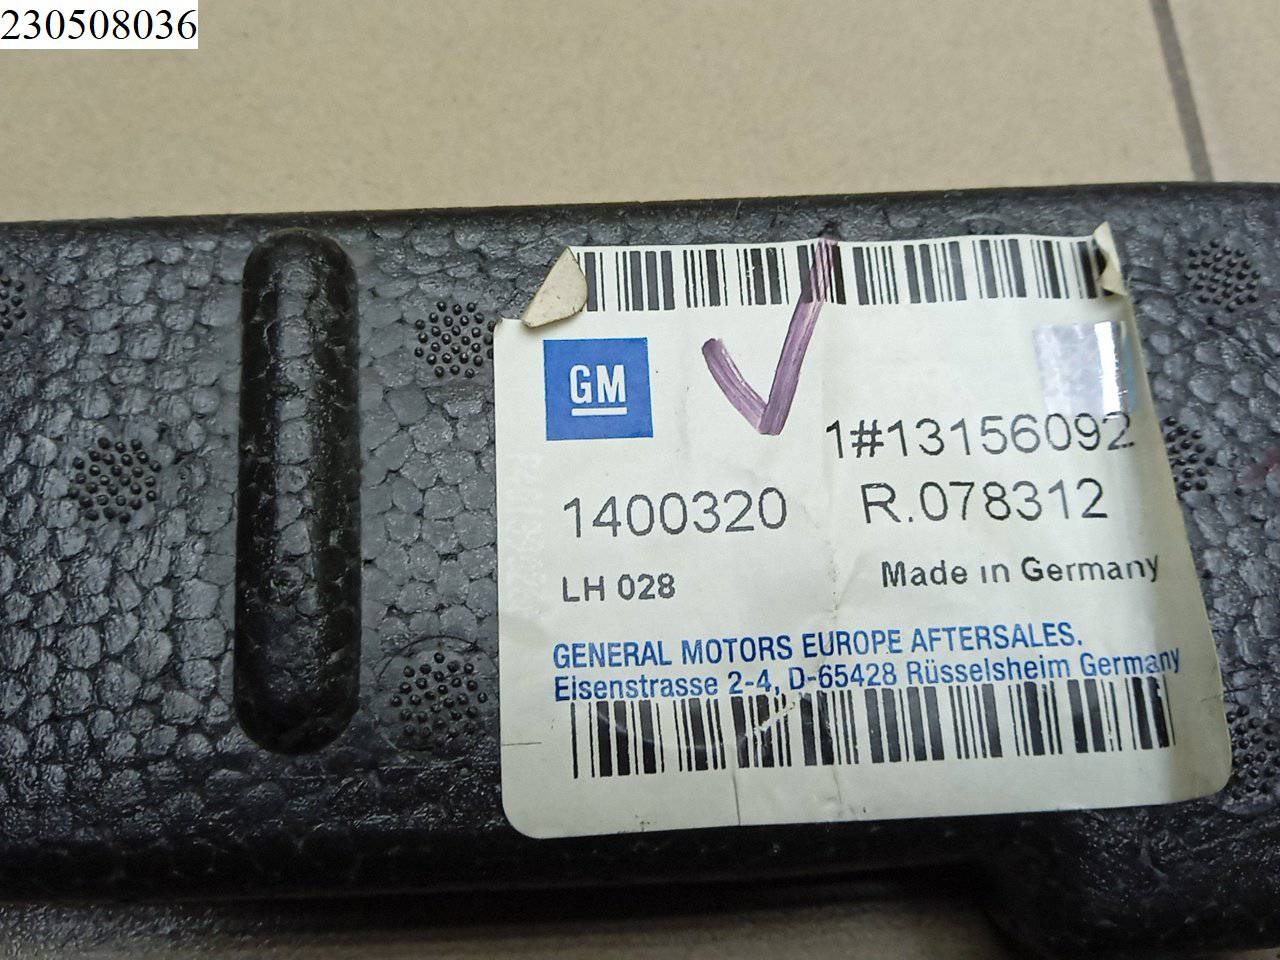 230508036
GM
1#13156092
1400320 R.078312
LH 028 Made in Germany
GENERAL MOTORS EUROPE AFTERSALES.
Eisenstrasse 2-4, D-65428 Rüsselsheim Germany